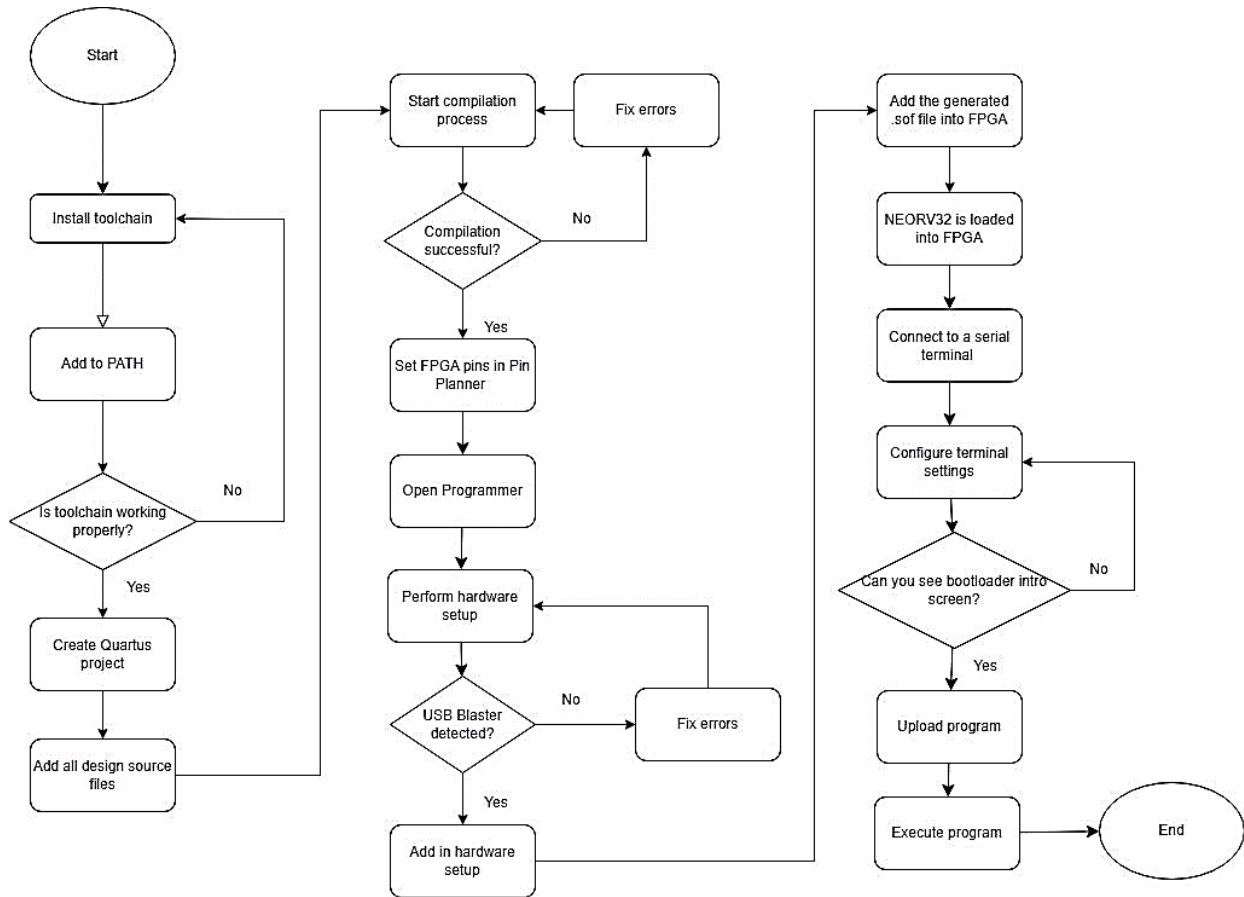 Start
Install toolchain
Add to PATH
Is toolchain working
properly?
No
Yes
Create Quartus
project
Add all design source
files
Start compilation
process
Fix errors
Compilation
successful?
No
Yes
Set FPGA pins in Pin
Planner
Open Programmer
Perform hardware
setup
USB Blaster
detected?
No
Fix errors
Yes
Add in hardware
setup
Add the generated
.sof file into FPGA
NEORV32 is loaded
into FPGA
Connect to a serial
terminal
Configure terminal
settings
Can you see bootloader intro
screen?
No
Yes
Upload program
Execute program
End